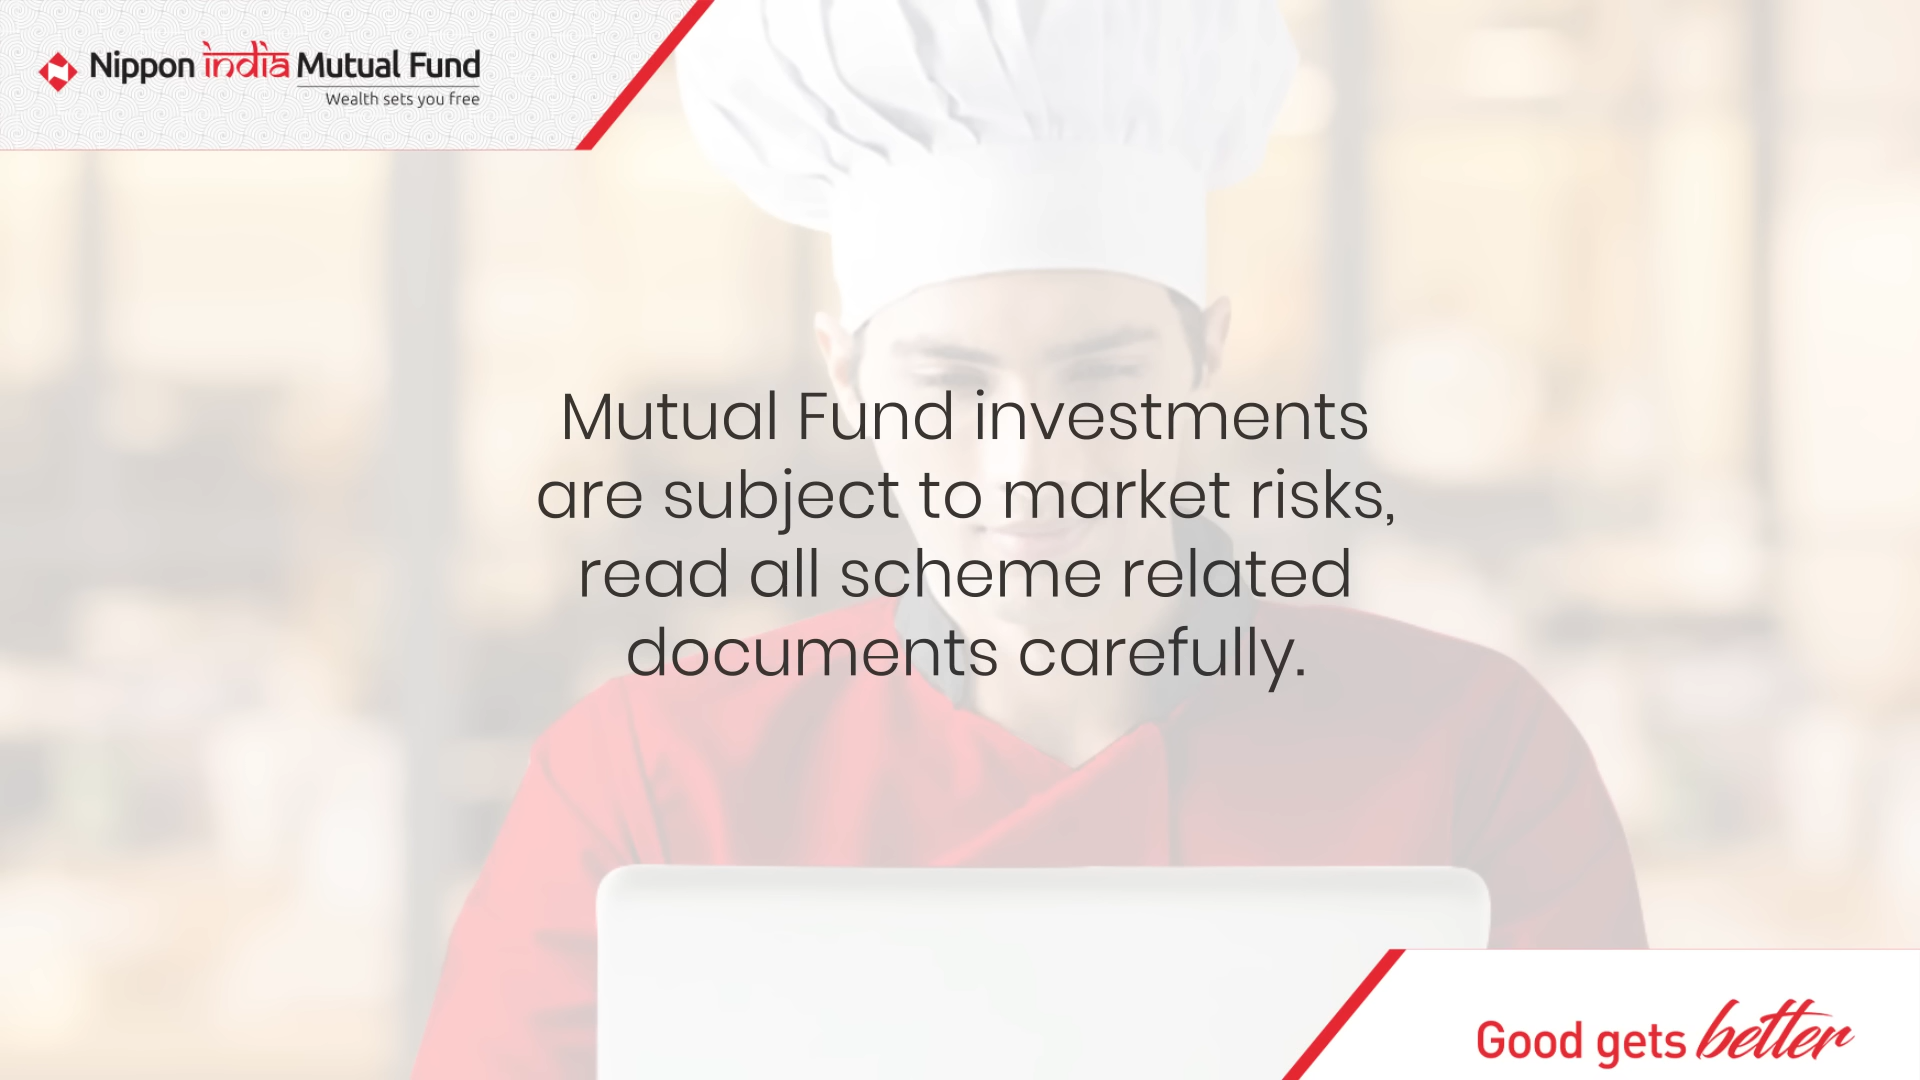 Nippon india Mutual Fund
Wealth sets you free
Mutual Fund investments
are subject to market risks,
read all scheme related
documents carefully.
Good gets better